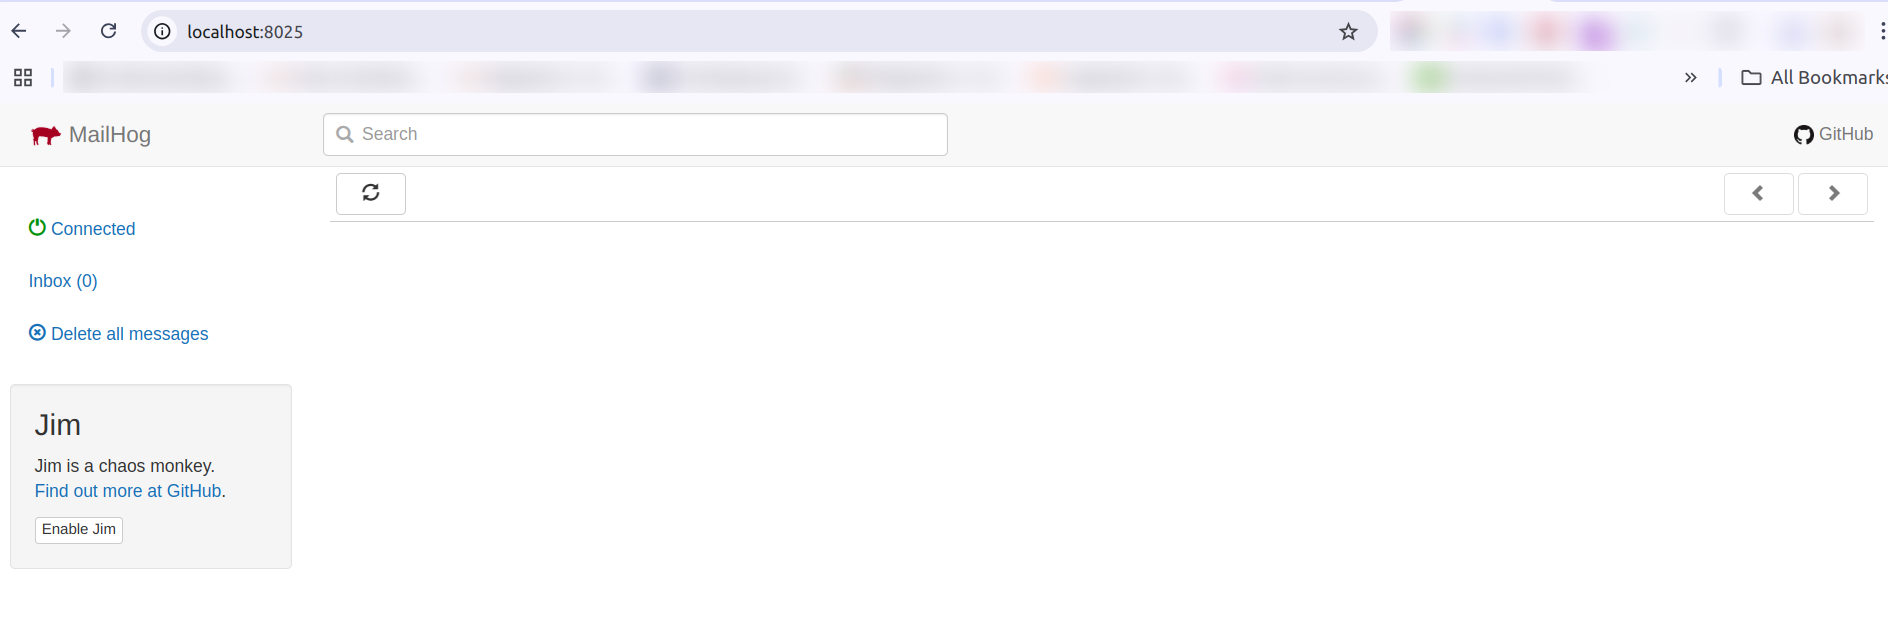 localhost:8025
All Bookmarks
MailHog
Search
GitHub
Connected
Inbox (0)
Delete all messages
Jim
Jim is a chaos monkey.
Find out more at GitHub.
Enable Jim